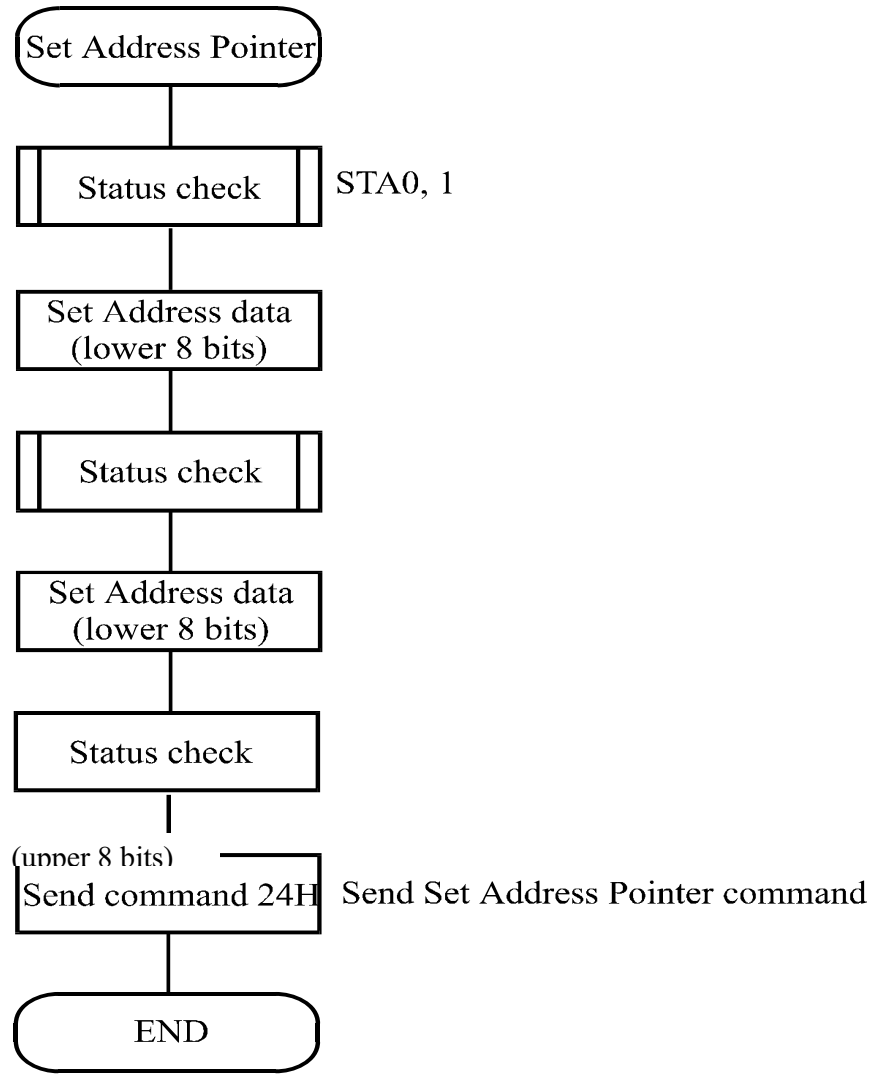 Set Address Pointer
Status check
STA0, 1
Set Address data
(lower 8 bits)
Status check
Set Address data
(lower 8 bits)
Status check
(upper 8 bits)
Send command 24H
Send Set Address Pointer command
END